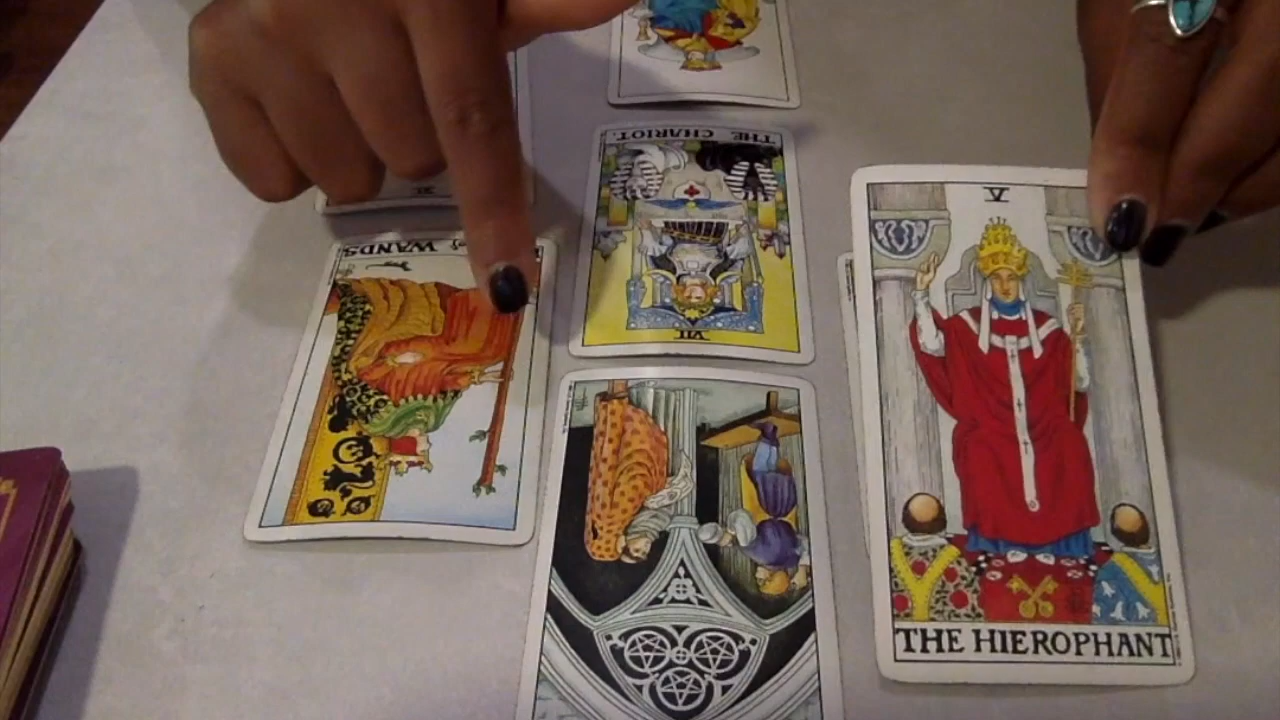 THE CHARIOT.
WANDS
V
VII
THE HIEROPHANT